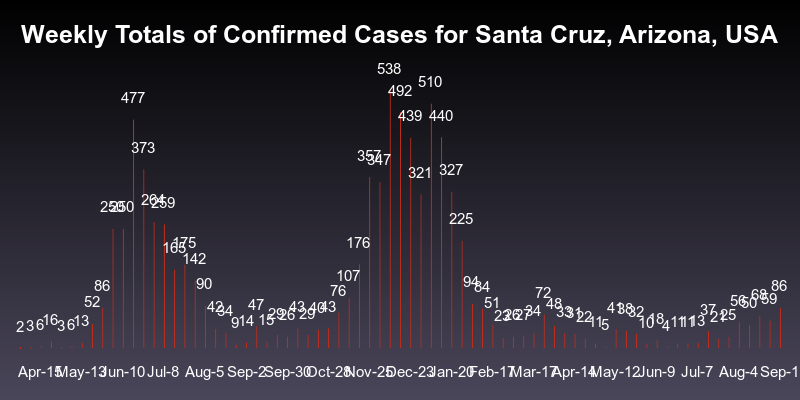 Weekly Totals of Confirmed Cases for Santa Cruz, Arizona, USA
2 3 6 16 3 6 13 52 86 250 250 477 373 264 259 165 175 142 90 42 34 9 14 47 15 29 26 43 29 40 43 76 107 176 357 347 538 492 439 321 510 440 327 225 94 84 51 23 26 27 34 72 48 33 31 22 11 5 41 38 32 10 18 4 11 11 13 37 21 25 56 50 68 59 86
Apr-15 May-13 Jun-10 Jul-8 Aug-5 Sep-2 Sep-30 Oct-28 Nov-25 Dec-23 Jan-20 Feb-17 Mar-17 Apr-14 May-12 Jun-9 Jul-7 Aug-4 Sep-1